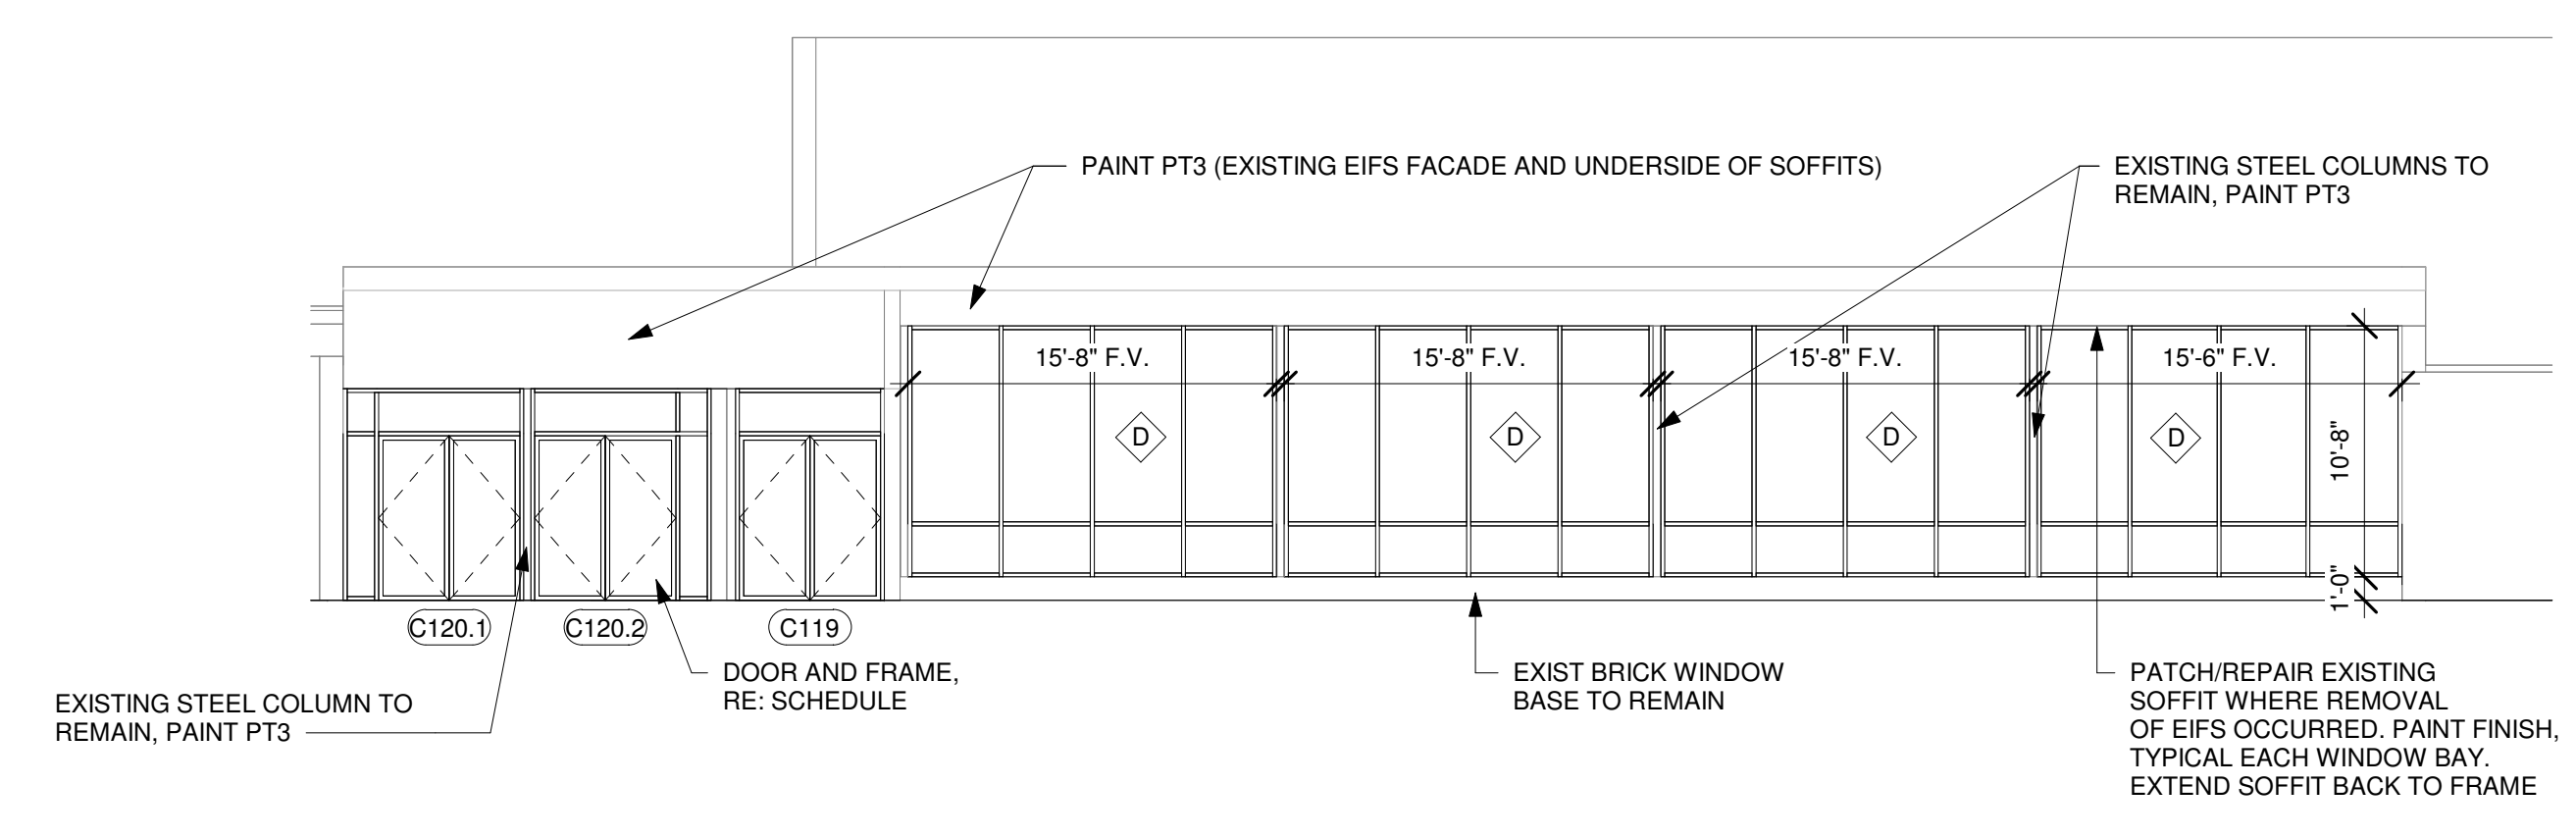 PAINT PT3 (EXISTING EIFS FACADE AND UNDERSIDE OF SOFFITS)
EXISTING STEEL COLUMNS TO
REMAIN, PAINT PT3
15'-8" F.V.
15'-8" F.V.
15'-8" F.V.
15'-6" F.V.
D
D
D
D
10'-8"
1'-0"
C120.1
C120.2
C119
EXISTING STEEL COLUMN TO
REMAIN, PAINT PT3
DOOR AND FRAME,
RE: SCHEDULE
EXIST BRICK WINDOW
BASE TO REMAIN
PATCH/REPAIR EXISTING
SOFFIT WHERE REMOVAL
OF EIFS OCCURRED. PAINT FINISH,
TYPICAL EACH WINDOW BAY.
EXTEND SOFFIT BACK TO FRAME